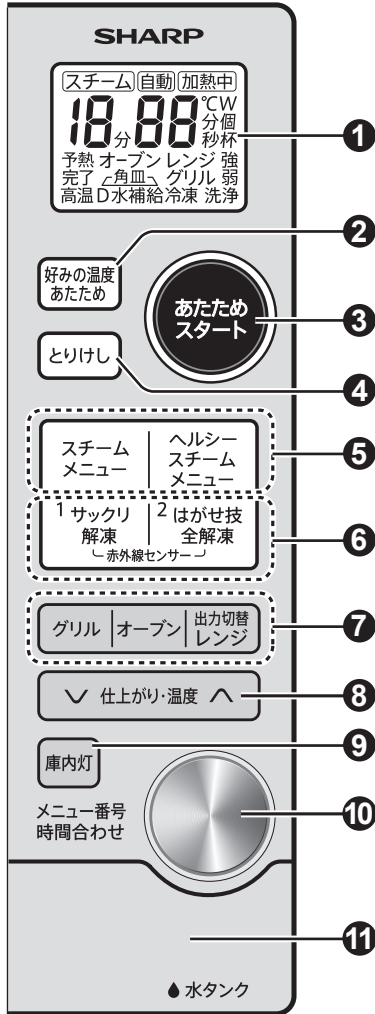 SHARP
スチーム 自動 加熱中
18分88 ℃W
分個
秒杯
予熱 オーブン レンジ 強
完了 角皿 グリル 弱
高温 D水補給冷凍 洗浄
1
好みの温度
あたため
2
あたため
スタート
3
とりけし
4
スチーム
メニュー
ヘルシー
スチーム
メニュー
5
1 サックリ
解凍
2 はがせ技
全解凍
赤外線センサー
6
グリル
オーブン
出力切替
レンジ
7
仕上がり・温度
8
庫内灯
9
メニュー番号
時間合わせ
10
11
水タンク